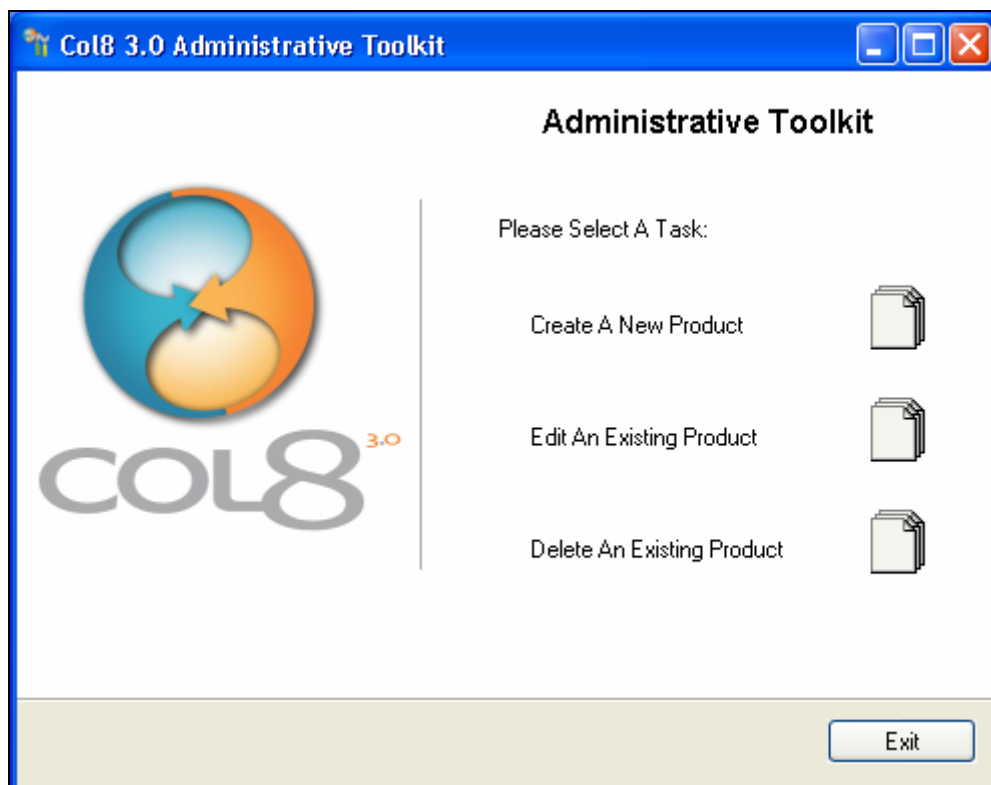 Col8 3.0 Administrative Toolkit
Administrative Toolkit
Please Select A Task:
Create A New Product
3.0
COL8
Edit An Existing Product
Delete An Existing Product
Exit